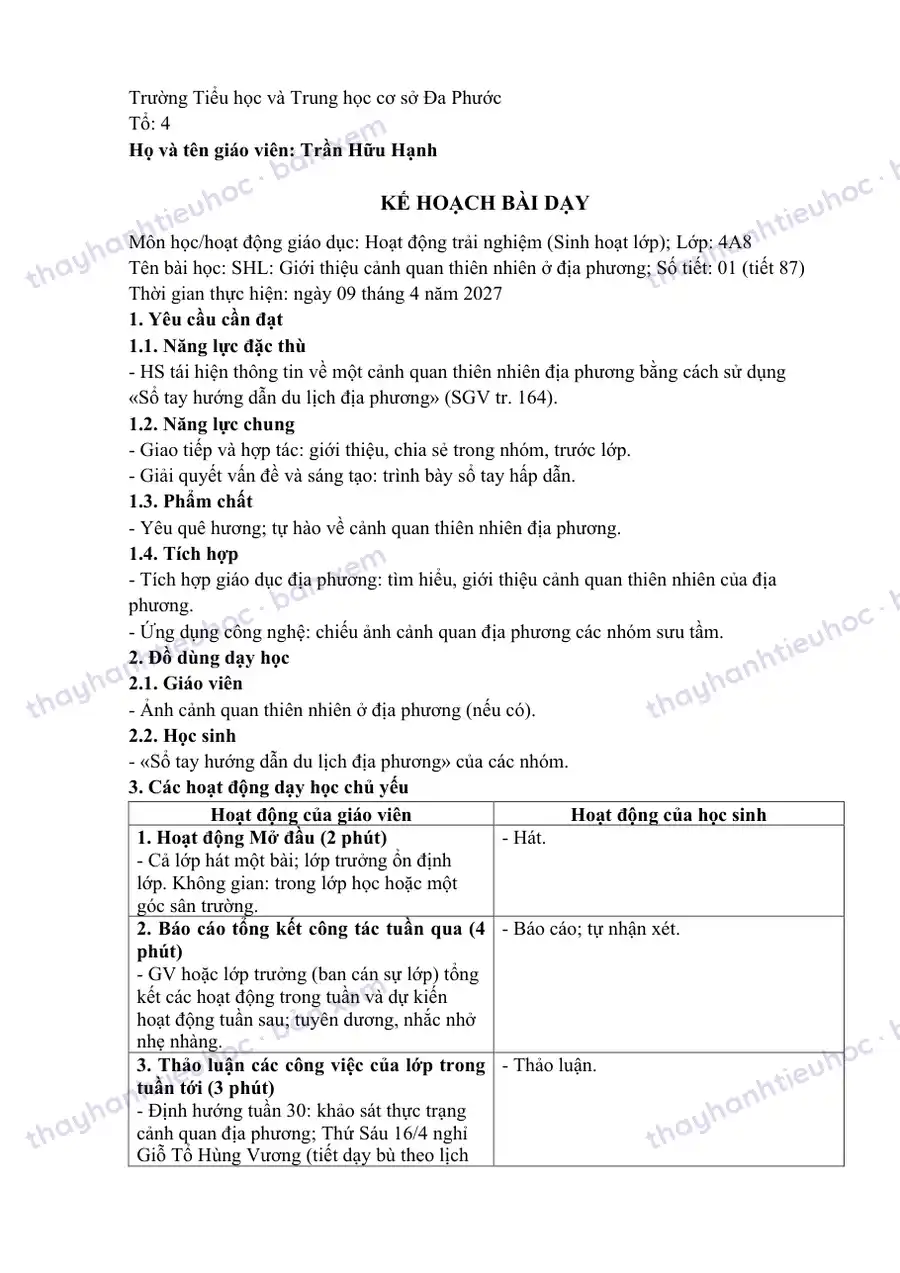 Trường Tiểu học và Trung học cơ sở Đa Phước
Tổ: 4
Họ và tên giáo viên: Trần Hữu Hạnh
KẾ HOẠCH BÀI DẠY
Môn học/hoạt động giáo dục: Hoạt động trải nghiệm (Sinh hoạt lớp); Lớp: 4A8
Tên bài học: SHL: Giới thiệu cảnh quan thiên nhiên ở địa phương; Số tiết: 01 (tiết 87)
Thời gian thực hiện: ngày 09 tháng 4 năm 2027
1. Yêu cầu cần đạt
1.1. Năng lực đặc thù
- HS tái hiện thông tin về một cảnh quan thiên nhiên địa phương bằng cách sử dụng
«Sổ tay hướng dẫn du lịch địa phương» (SGV tr. 164).
1.2. Năng lực chung
- Giao tiếp và hợp tác: giới thiệu, chia sẻ trong nhóm, trước lớp.
- Giải quyết vấn đề và sáng tạo: trình bày sổ tay hấp dẫn.
1.3. Phẩm chất
- Yêu quê hương; tự hào về cảnh quan thiên nhiên địa phương.
1.4. Tích hợp
- Tích hợp giáo dục địa phương: tìm hiểu, giới thiệu cảnh quan thiên nhiên của địa
phương.
- Ứng dụng công nghệ: chiếu ảnh cảnh quan địa phương các nhóm sưu tầm.
2. Đồ dùng dạy học
2.1. Giáo viên
- Ảnh cảnh quan thiên nhiên ở địa phương (nếu có).
2.2. Học sinh
- «Sổ tay hướng dẫn du lịch địa phương» của các nhóm.
3. Các hoạt động dạy học chủ yếu
Hoạt động của giáo viên
Hoạt động của học sinh
1. Hoạt động Mở đầu (2 phút)
- Cả lớp hát một bài; lớp trưởng ổn định
lớp. Không gian: trong lớp học hoặc một
góc sân trường.
- Hát.
2. Báo cáo tổng kết công tác tuần qua (4
phút)
- GV hoặc lớp trưởng (ban cán sự lớp) tổng
kết các hoạt động trong tuần và dự kiến
hoạt động tuần sau; tuyên dương, nhắc nhở
nhẹ nhàng.
- Báo cáo; tự nhận xét.
3. Thảo luận các công việc của lớp trong
tuần tới (3 phút)
- Định hướng tuần 30: khảo sát thực trạng
cảnh quan địa phương; Thứ Sáu 16/4 nghỉ
Giỗ Tổ Hùng Vương (tiết dạy bù theo lịch
- Thảo luận.
thayhanhtieuhoc · bản xem
thayhanhtieuhoc · b
thayhanhtieuhoc · bản xem
thayhanhtieuhoc · b
thayhanhtieuhoc · bản xem
thayhanhtieuhoc · b